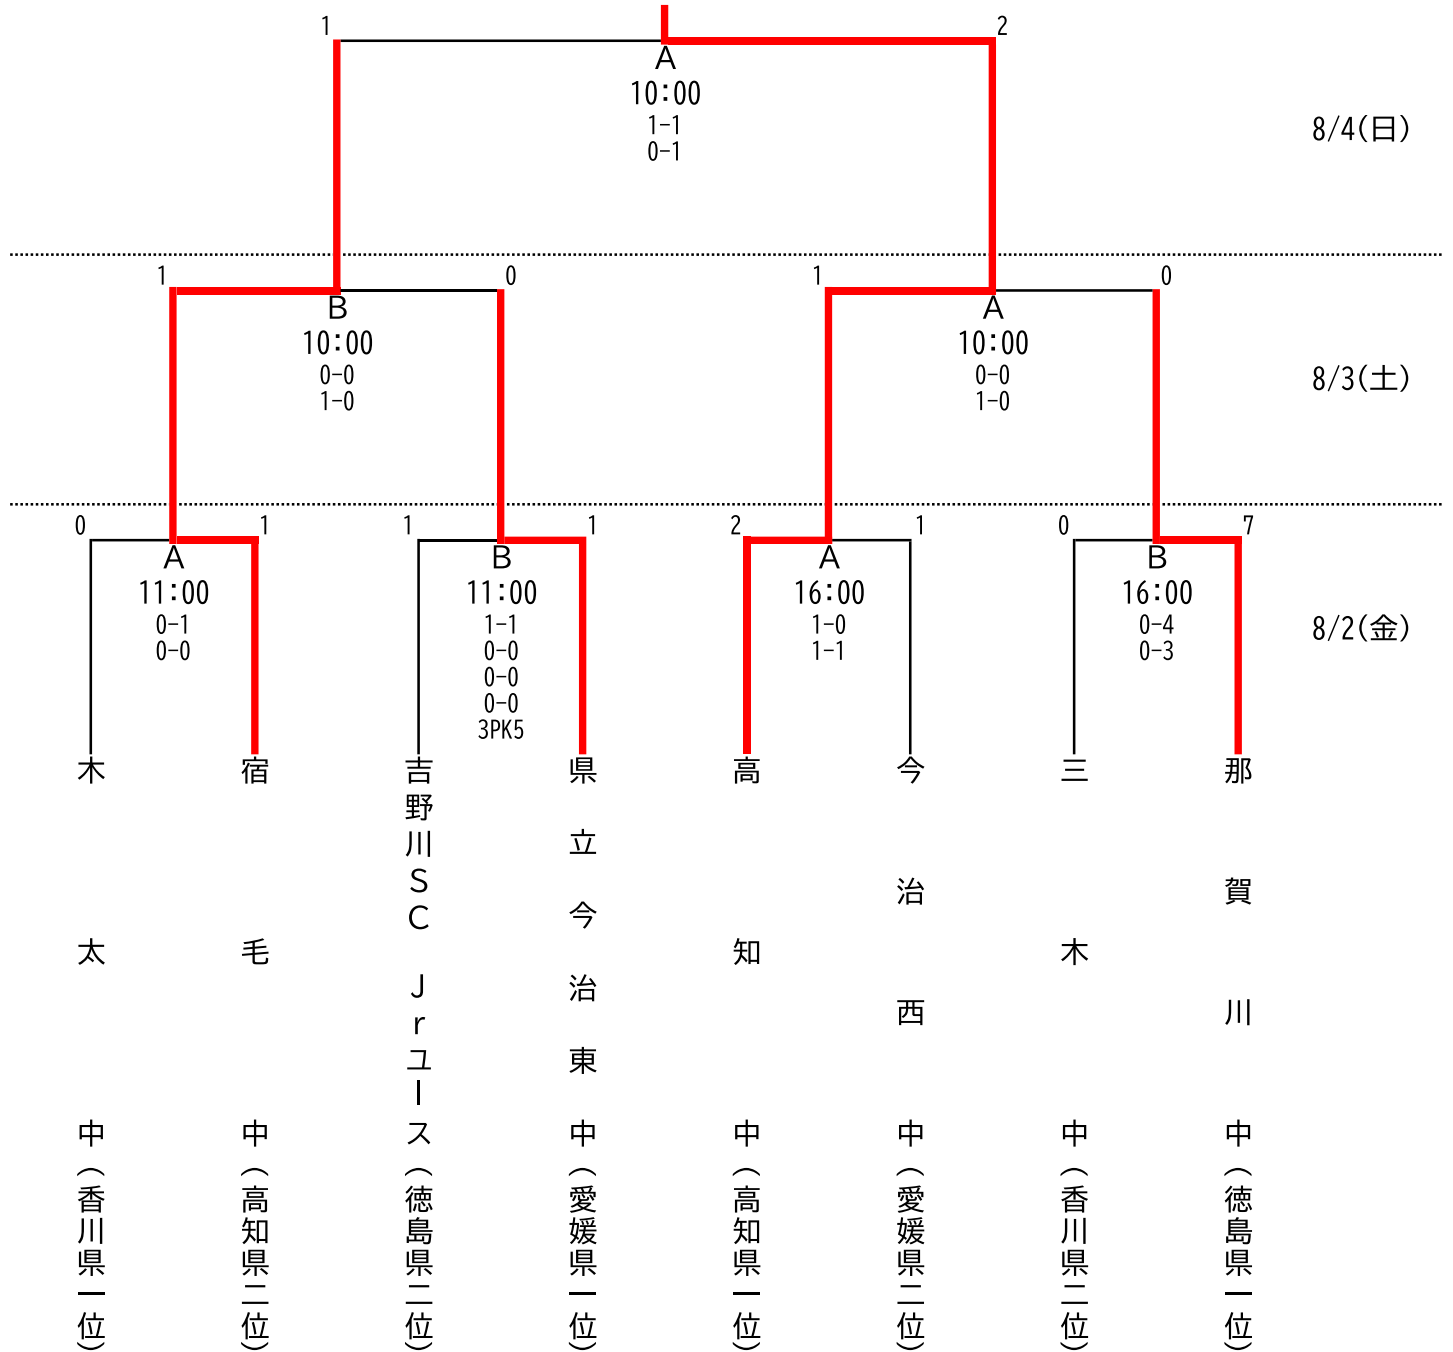 1
2
A
10:00
1-1
0-1
8/4(日)
1
0
1
0
B
10:00
0-0
1-0
A
10:00
0-0
1-0
8/3(土)
0
1
1
1
2
1
0
7
A
11:00
0-1
0-0
B
11:00
1-1
0-0
0-0
0-0
3PK5
A
16:00
1-0
1-1
B
16:00
0-4
0-3
8/2(金)
木太中(香川県一位)
宿毛中(高知県二位)
吉野川SC Jrユース(徳島県二位)
県立今治東中(愛媛県一位)
高知中(高知県一位)
今治西中(愛媛県二位)
三木中(香川県二位)
那賀川中(徳島県一位)